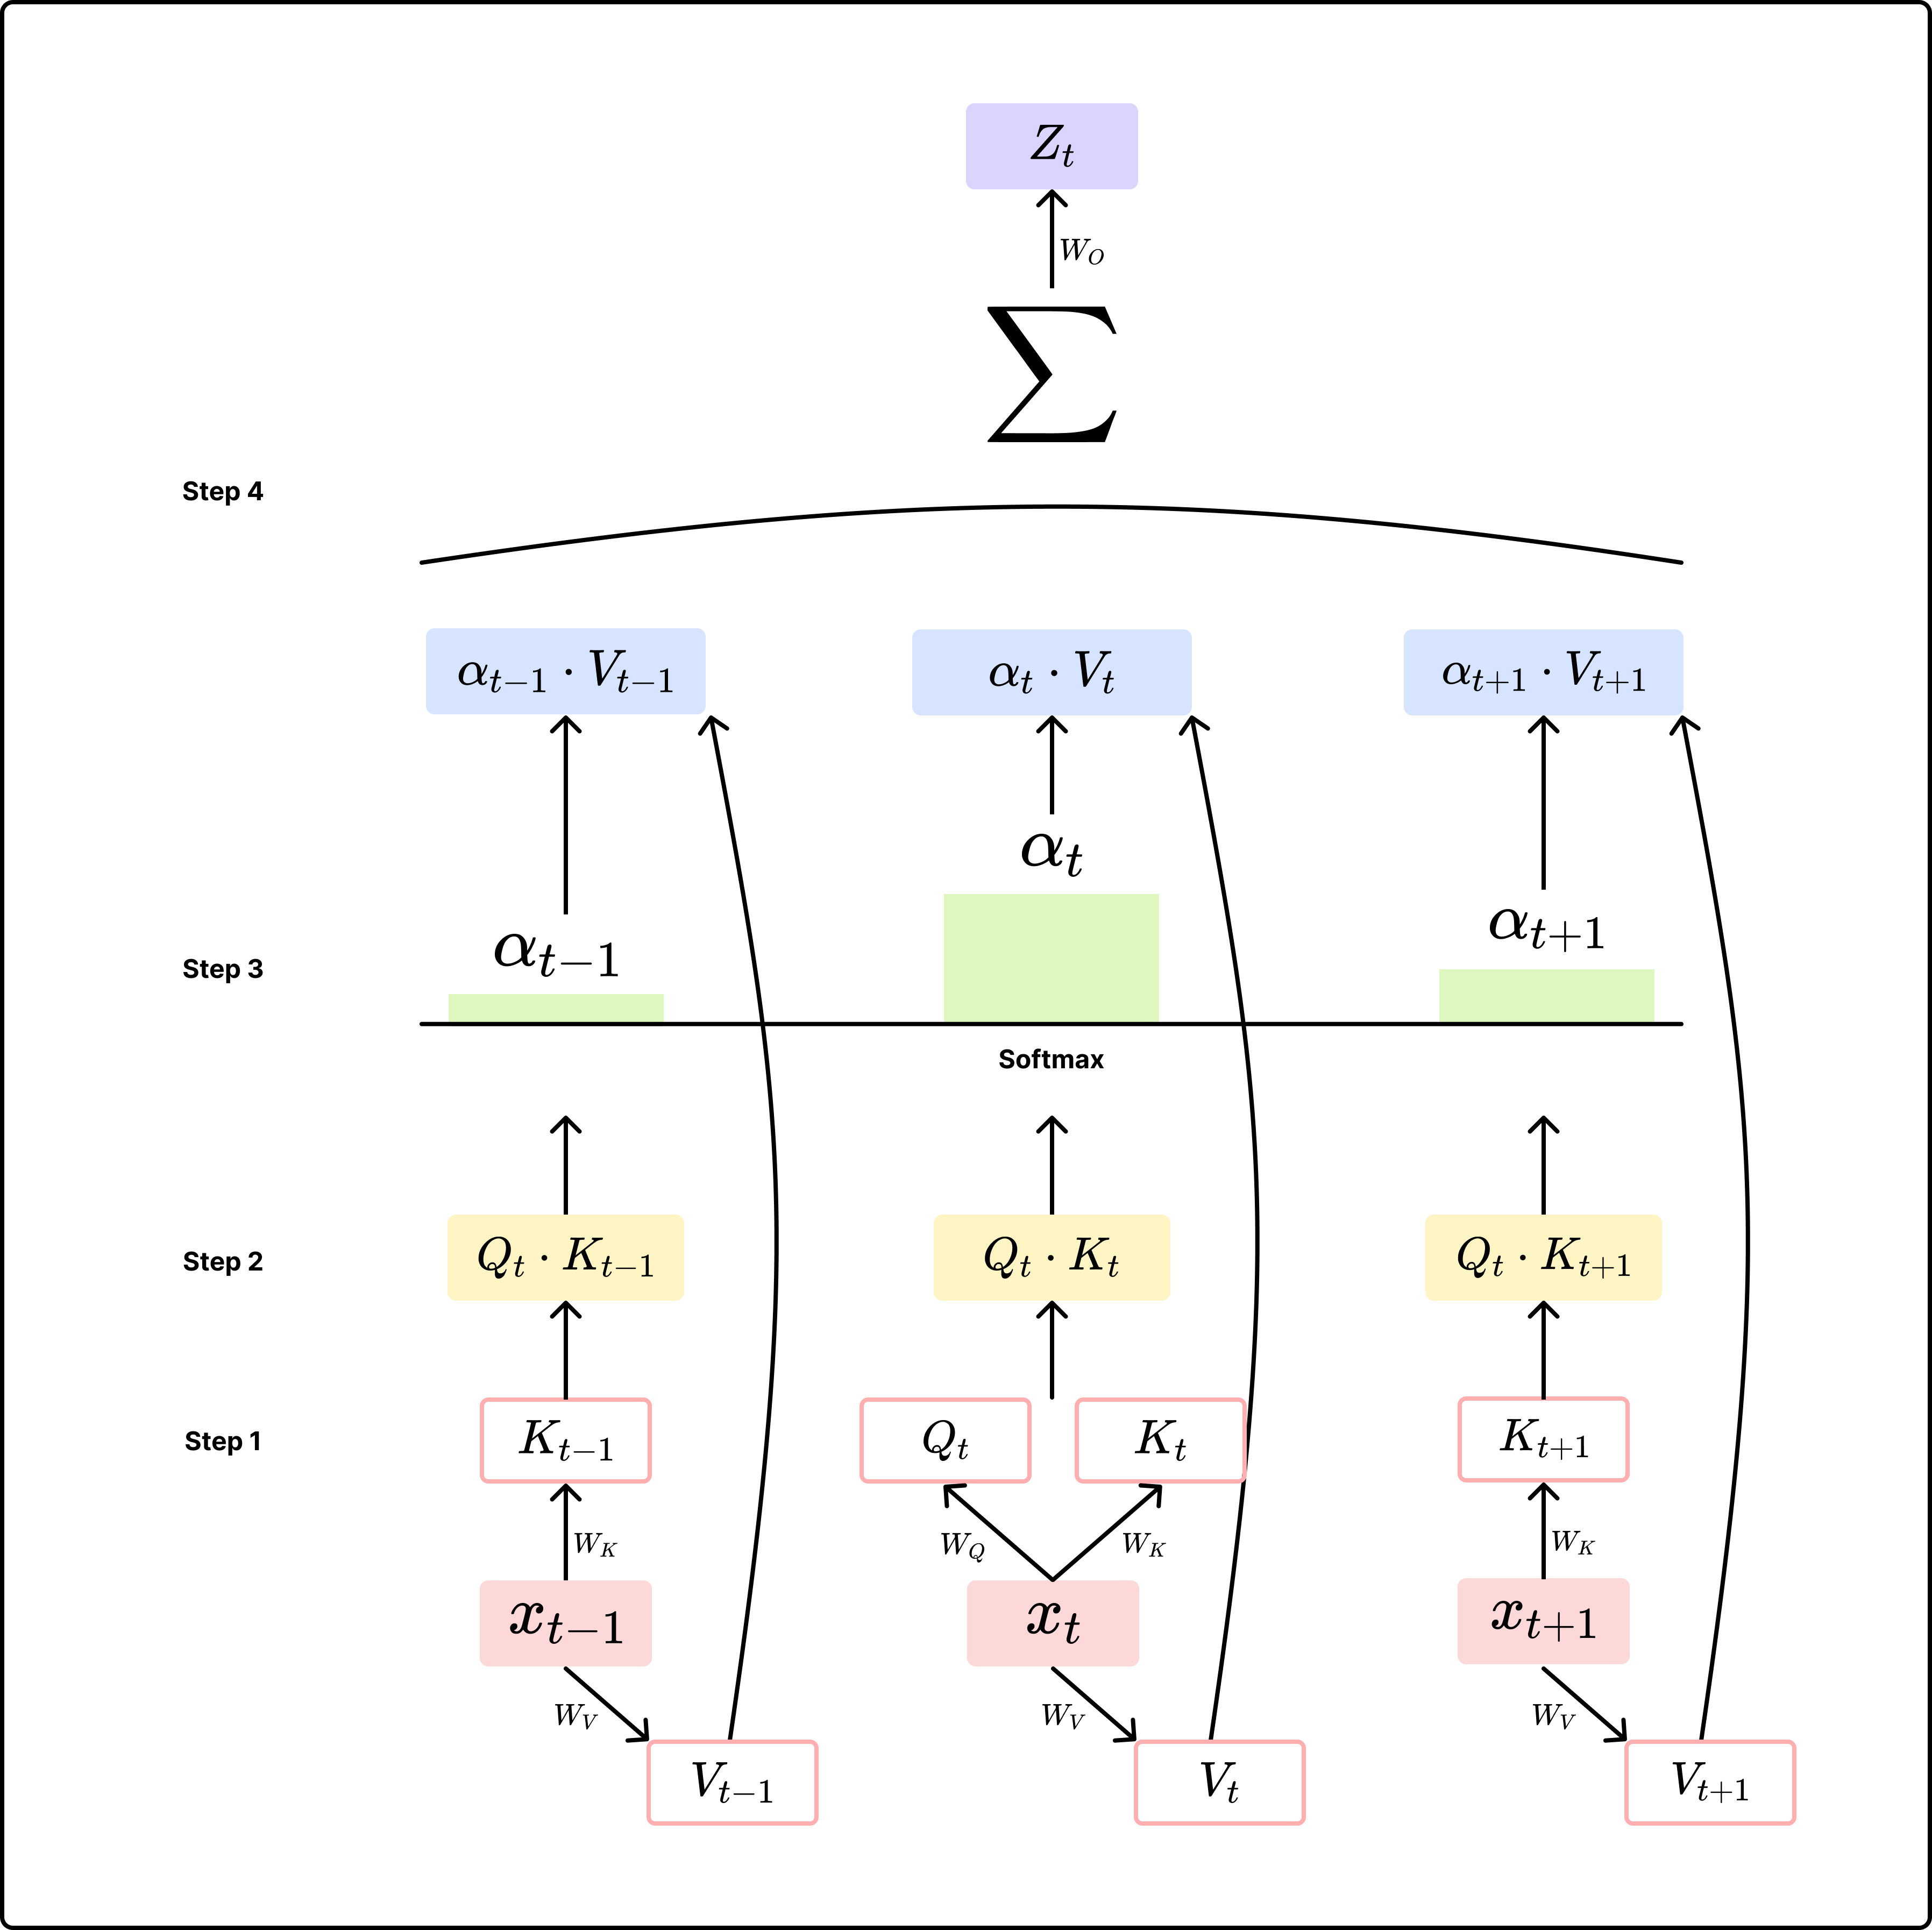 Z_t
W_O
Σ
Step 4
α_{t−1} · V_{t−1} α_t · V_t α_{t+1} · V_{t+1}
α_t
α_{t+1}
α_{t−1}
Step 3
Softmax
Step 2 Q_t · K_{t−1} Q_t · K_t Q_t · K_{t+1}
Step 1 K_{t−1} Q_t K_t K_{t+1}
W_K W_Q W_K W_K
x_{t−1} x_t x_{t+1}
W_V W_V W_V
V_{t−1} V_t V_{t+1}